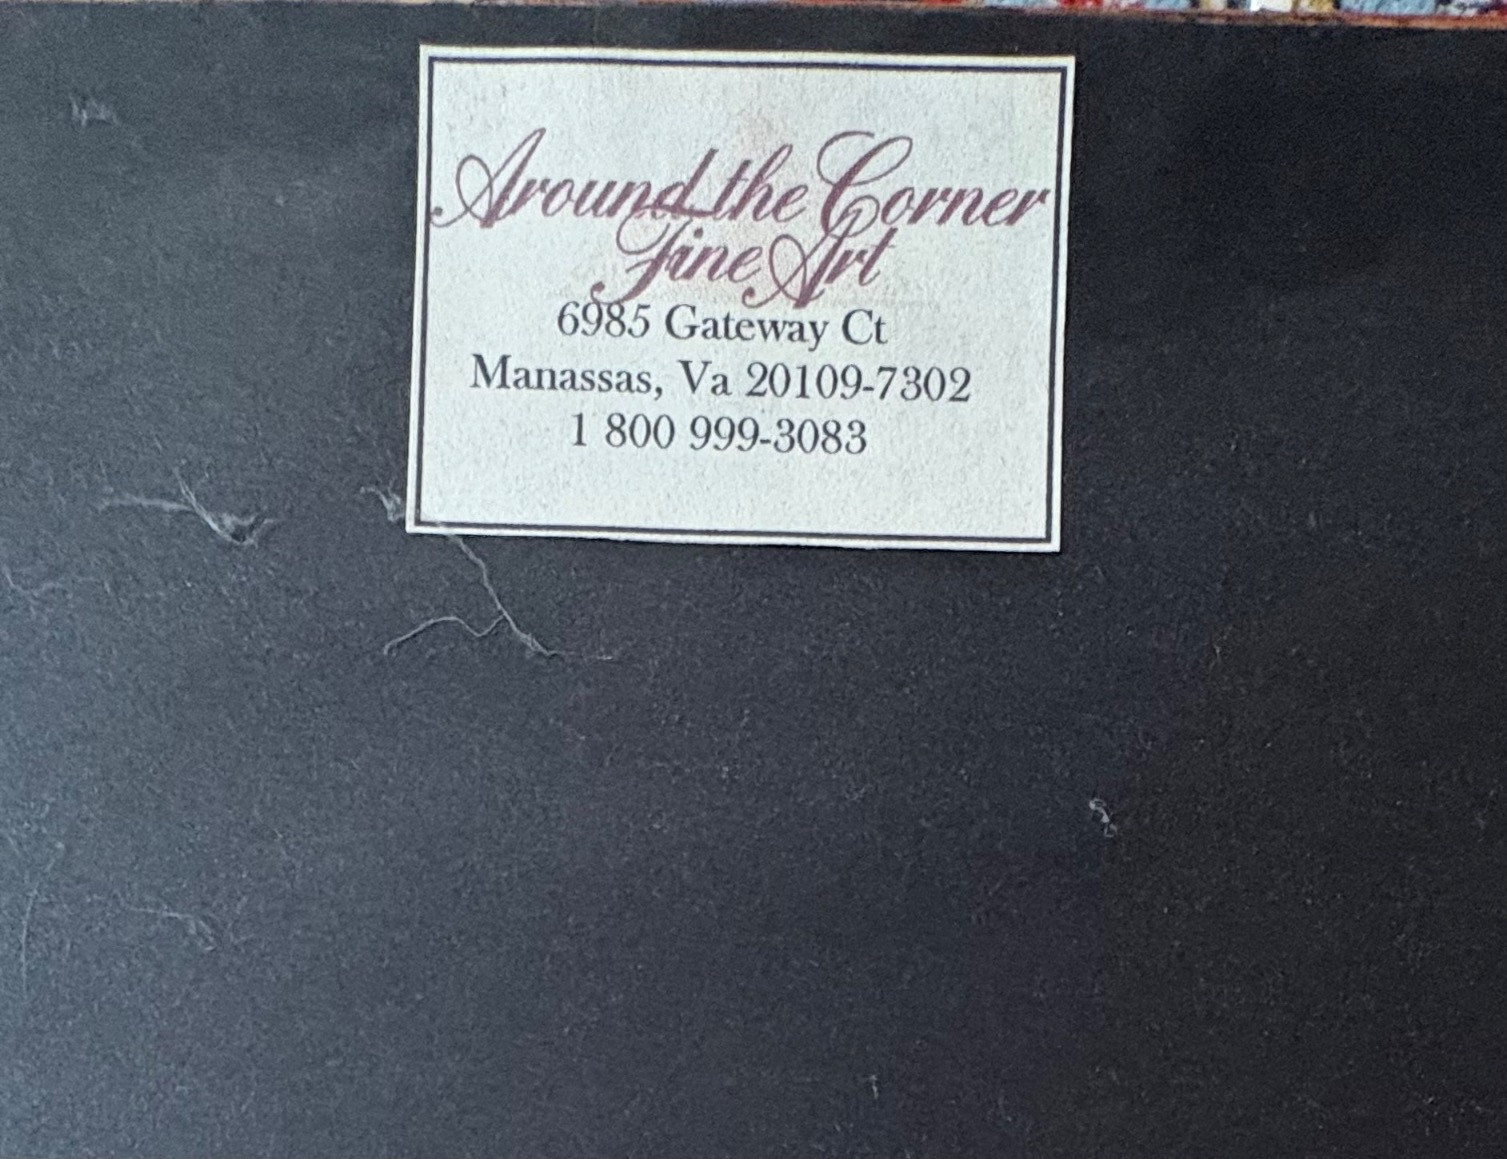 Around the Corner
Fine Art
6985 Gateway Ct
Manassas, Va 20109-7302
1 800 999-3083